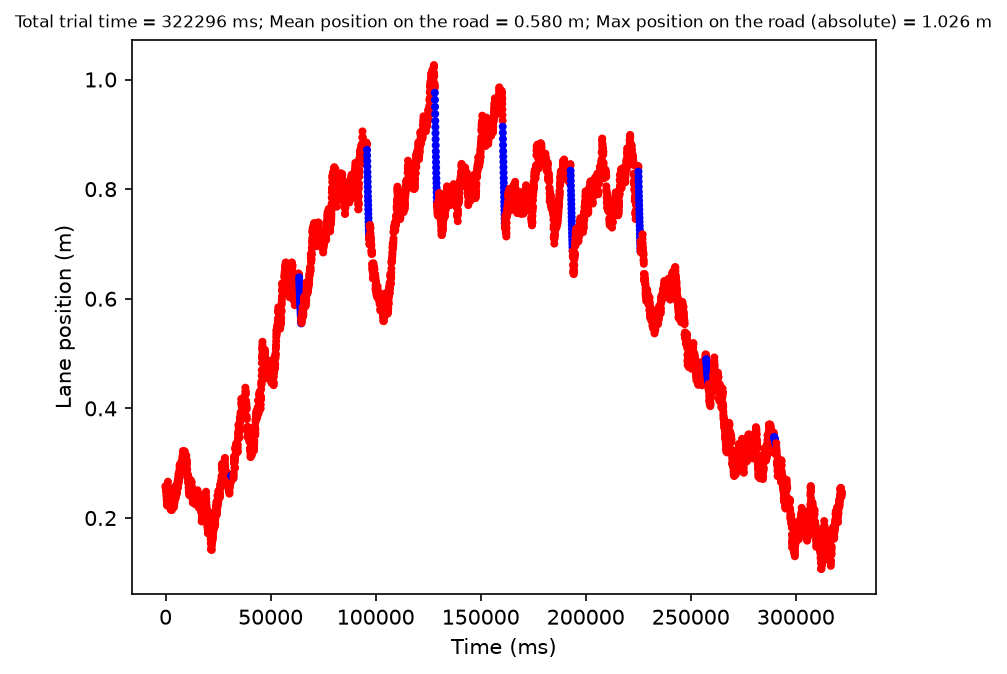 Total trial time = 322296 ms; Mean position on the road = 0.580 m; Max position on the road (absolute) = 1.026 m
1.0
0.8
0.6
0.4
0.2
Lane position (m)
0 50000 100000 150000 200000 250000 300000
Time (ms)